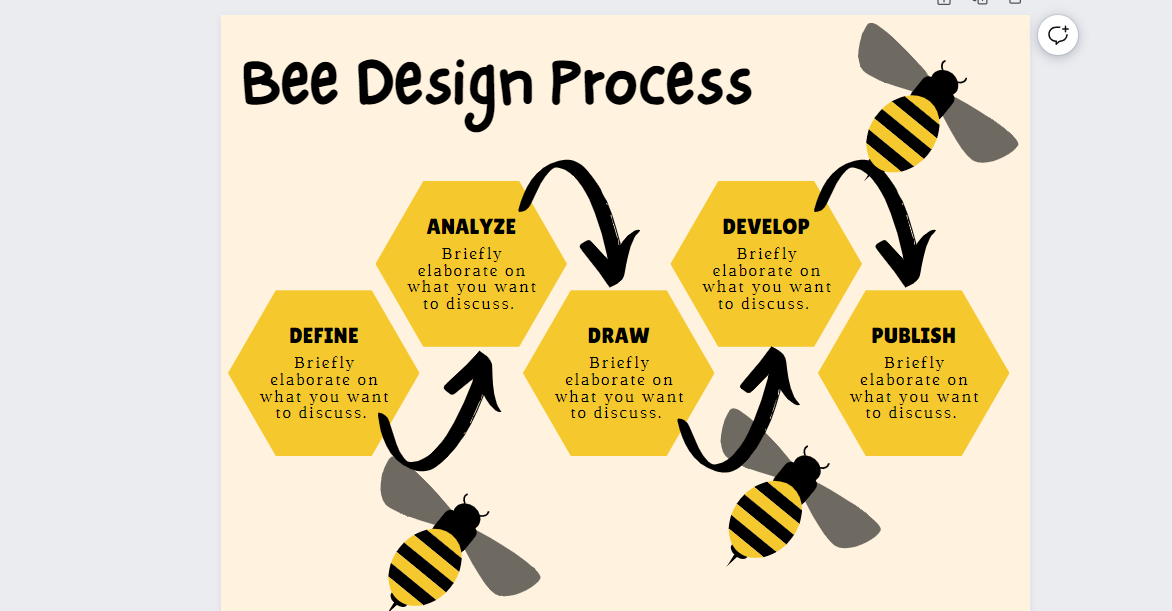 Bee Design Process
ANALYZE
Briefly
elaborate on
what you want
to discuss.
DEVELOP
Briefly
elaborate on
what you want
to discuss.
DEFINE
Briefly
elaborate on
what you want
to discuss.
DRAW
Briefly
elaborate on
what you want
to discuss.
PUBLISH
Briefly
elaborate on
what you want
to discuss.